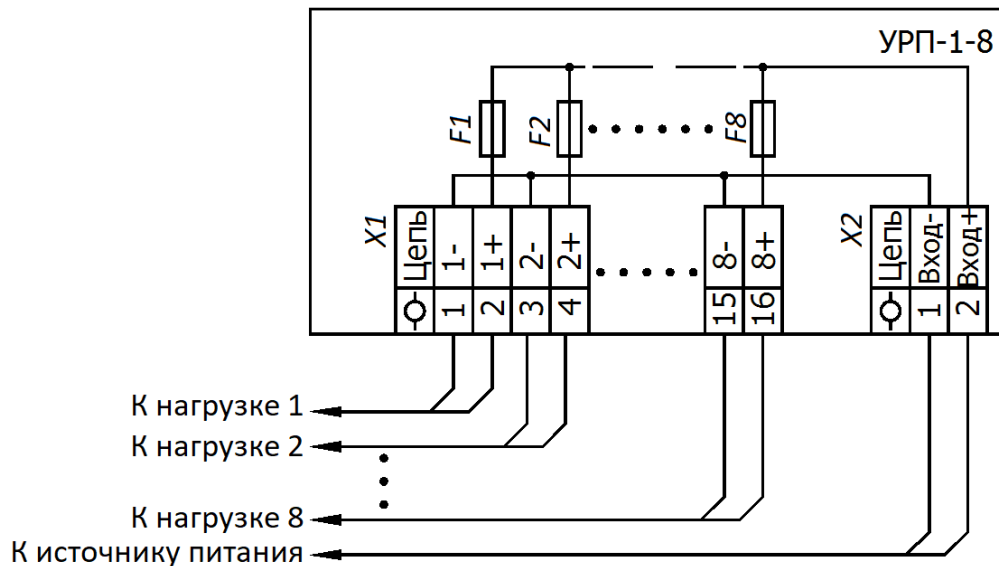 УРП-1-8
F1
F2
F8
X1
Цепь
1-
1+
2-
2+
8-
8+
X2
Цепь
Вход-
Вход+
1
2
3
4
15
16
1
2
К нагрузке 1
К нагрузке 2
К нагрузке 8
К источнику питания